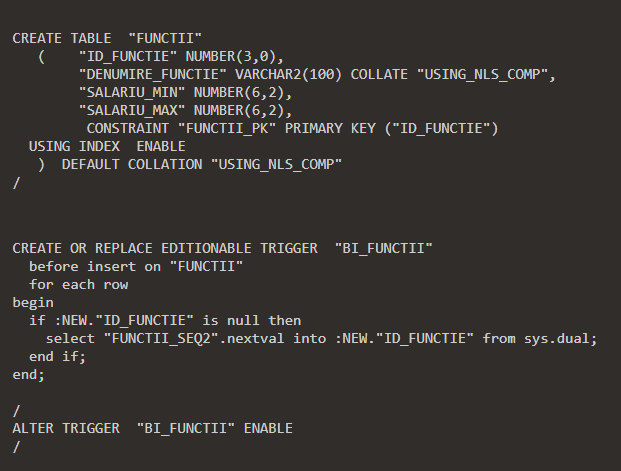 CREATE TABLE  "FUNCTII"
   (    "ID_FUNCTIE" NUMBER(3,0),
        "DENUMIRE_FUNCTIE" VARCHAR2(100) COLLATE "USING_NLS_COMP",
        "SALARIU_MIN" NUMBER(6,2),
        "SALARIU_MAX" NUMBER(6,2),
         CONSTRAINT "FUNCTII_PK" PRIMARY KEY ("ID_FUNCTIE")
  USING INDEX  ENABLE
   )  DEFAULT COLLATION "USING_NLS_COMP"
/
CREATE OR REPLACE EDITIONABLE TRIGGER  "BI_FUNCTII"
  before insert on "FUNCTII"
  for each row
begin
  if :NEW."ID_FUNCTIE" is null then
    select "FUNCTII_SEQ2".nextval into :NEW."ID_FUNCTIE" from sys.dual;
  end if;
end;
/
ALTER TRIGGER  "BI_FUNCTII" ENABLE
/